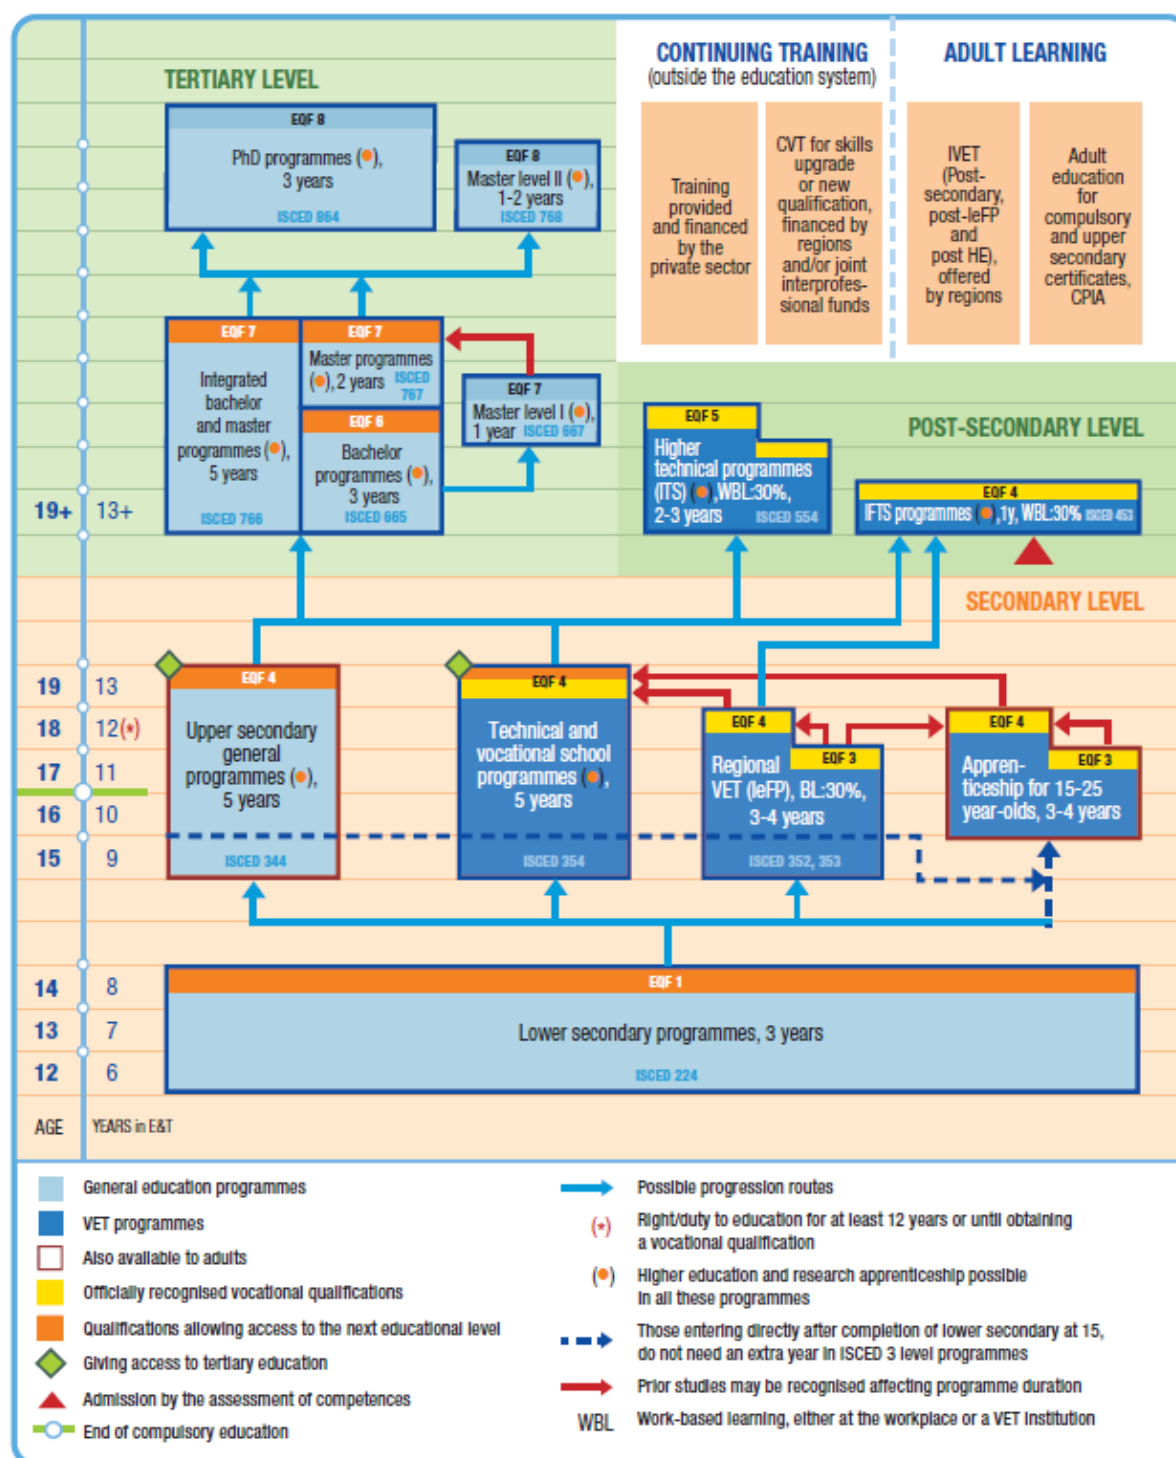 CONTINUING TRAINING
(outside the education system)
ADULT LEARNING
TERTIARY LEVEL
EQF 8
PhD programmes (●),
3 years
ISCED 864
EQF 8
Master level II (●),
1-2 years
ISCED 768
Training
provided
and financed
by the
private sector
CVT for skills
upgrade
or new
qualification,
financed by
regions
and/or joint
interprofes-
sional funds
IVET
(Post-
secondary,
post-IeFP
and
post HE),
offered
by regions
Adult
education
for
compulsory
and upper
secondary
certificates,
CPIA
EQF 7
Integrated
bachelor
and master
programmes (●),
5 years
ISCED 766
EQF 7
Master programmes
(●), 2 years ISCED
767
EQF 6
Bachelor
programmes (●),
3 years
ISCED 665
EQF 7
Master level I (●),
1 year ISCED 667
POST-SECONDARY LEVEL
EQF 5
Higher
technical programmes
(ITS) (●),WBL:30%,
2-3 years ISCED 554
EQF 4
IFTS programmes (●),1y, WBL:30% ISCED 453
19+ 13+
SECONDARY LEVEL
19 13
18 12(*)
17 11
16 10
15 9
EQF 4
Upper secondary
general
programmes (●),
5 years
ISCED 344
EQF 4
Technical and
vocational school
programmes (●),
5 years
ISCED 354
EQF 4
EQF 3
Regional
VET (IeFP), BL:30%,
3-4 years
ISCED 352, 353
EQF 4
EQF 3
Appren-
ticeship for 15-25
year-olds, 3-4 years
14 8
13 7
12 6
EQF 1
Lower secondary programmes, 3 years
ISCED 224
AGE YEARS in E&T
General education programmes
VET programmes
Also available to adults
Officially recognised vocational qualifications
Qualifications allowing access to the next educational level
Giving access to tertiary education
Admission by the assessment of competences
End of compulsory education
Possible progression routes
(*) Right/duty to education for at least 12 years or until obtaining
a vocational qualification
(●) Higher education and research apprenticeship possible
in all these programmes
Those entering directly after completion of lower secondary at 15,
do not need an extra year in ISCED 3 level programmes
Prior studies may be recognised affecting programme duration
WBL Work-based learning, either at the workplace or a VET institution